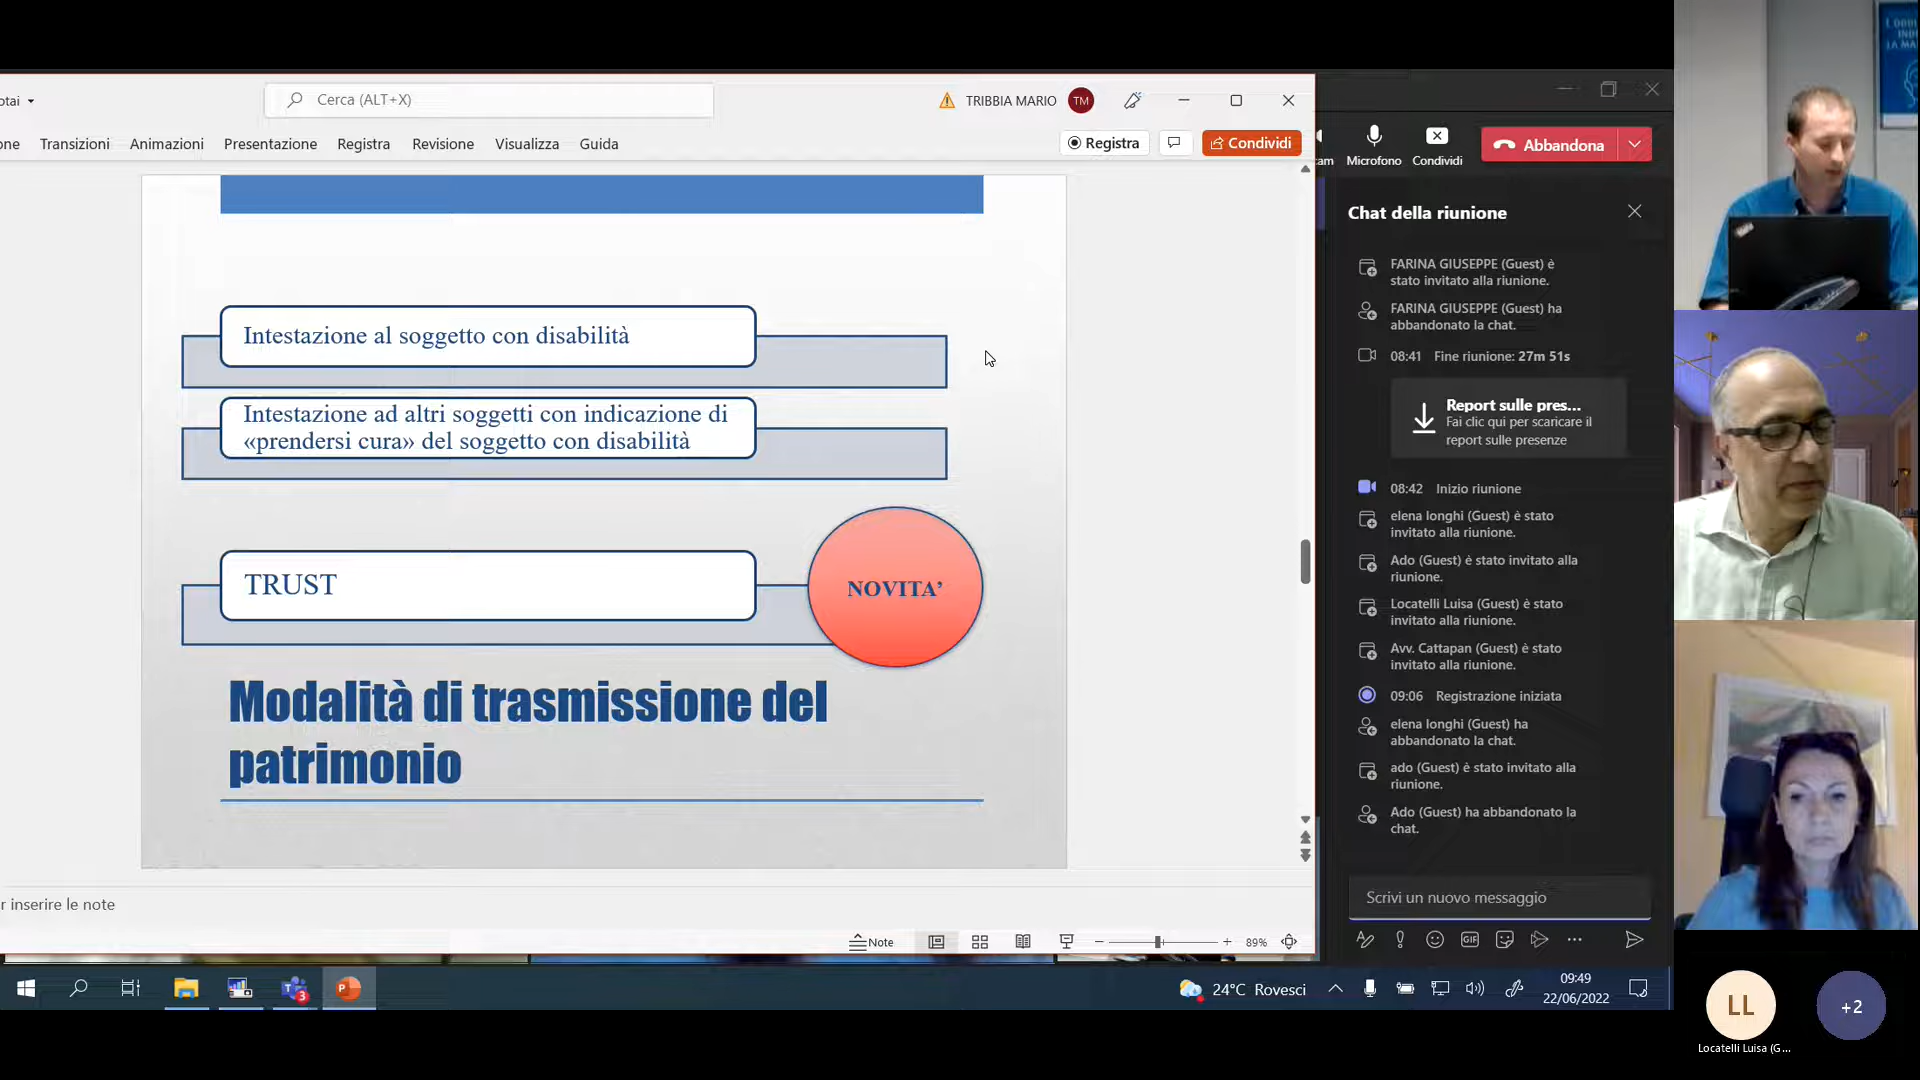 otai
Cerca (ALT+X)
TRIBBIA MARIO
TM
one
Transizioni
Animazioni
Presentazione
Registra
Revisione
Visualizza
Guida
Registra
Condividi
Intestazione al soggetto con disabilità
Intestazione ad altri soggetti con indicazione di
«prendersi cura» del soggetto con disabilità
TRUST
NOVITA’
Modalità di trasmissione del
patrimonio
r inserire le note
Note
89%
24°C Rovesci
09:49
22/06/2022
3
am
Microfono
Condividi
Abbandona
Chat della riunione
FARINA GIUSEPPE (Guest) è
stato invitato alla riunione.
FARINA GIUSEPPE (Guest) ha
abbandonato la chat.
08:41 Fine riunione: 27m 51s
Report sulle pres...
Fai clic qui per scaricare il
report sulle presenze
08:42 Inizio riunione
elena longhi (Guest) è stato
invitato alla riunione.
Ado (Guest) è stato invitato alla
riunione.
Locatelli Luisa (Guest) è stato
invitato alla riunione.
Avv. Cattapan (Guest) è stato
invitato alla riunione.
09:06 Registrazione iniziata
elena longhi (Guest) ha
abbandonato la chat.
ado (Guest) è stato invitato alla
riunione.
Ado (Guest) ha abbandonato la
chat.
Scrivi un nuovo messaggio
GIF
LL
+2
Locatelli Luisa (G...